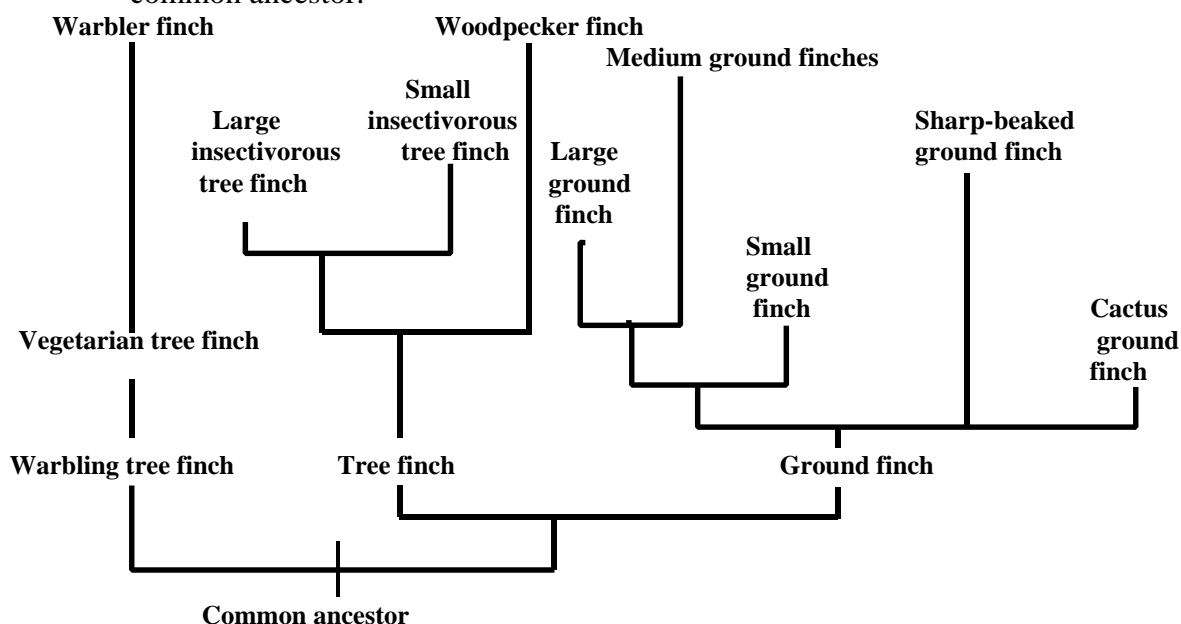 common ancestor.
Warbler finch
Woodpecker finch
Medium ground finches
Small
insectivorous
tree finch
Large
insectivorous
tree finch
Large
ground
finch
Sharp-beaked
ground finch
Small
ground
finch
Cactus
ground
finch
Vegetarian tree finch
Warbling tree finch
Tree finch
Ground finch
Common ancestor